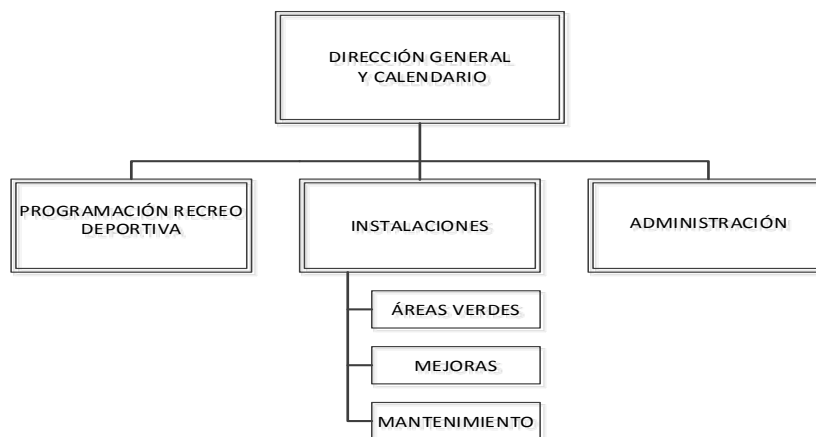 DIRECCIÓN GENERAL
Y CALENDARIO
PROGRAMACIÓN RECREO
DEPORTIVA
INSTALACIONES
ADMINISTRACIÓN
ÁREAS VERDES
MEJORAS
MANTENIMIENTO